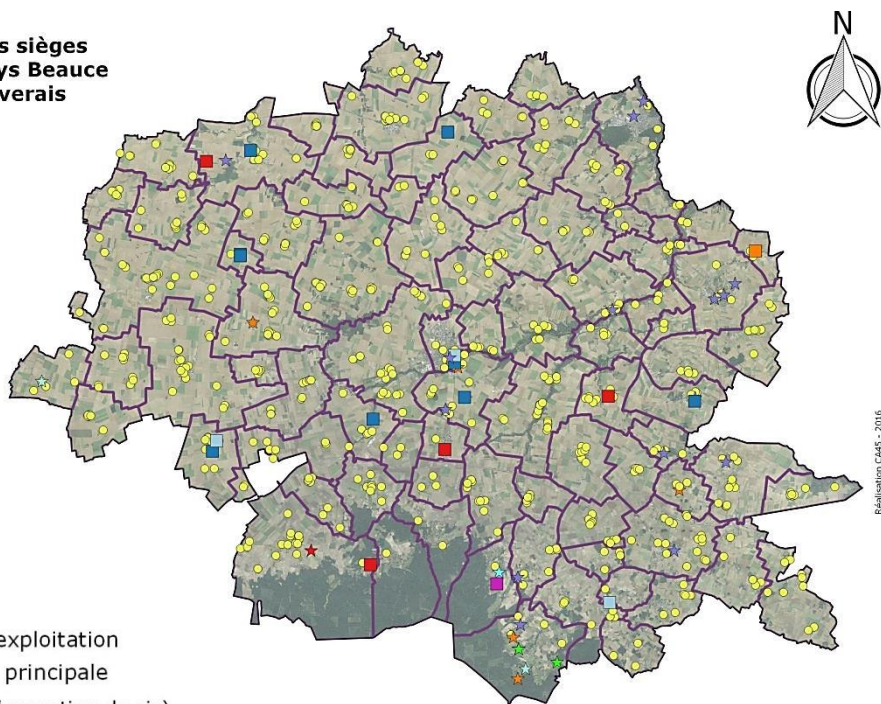 s sièges
ys Beauce
verais
N
Réalisation CA45 - 2016
exploitation
principale